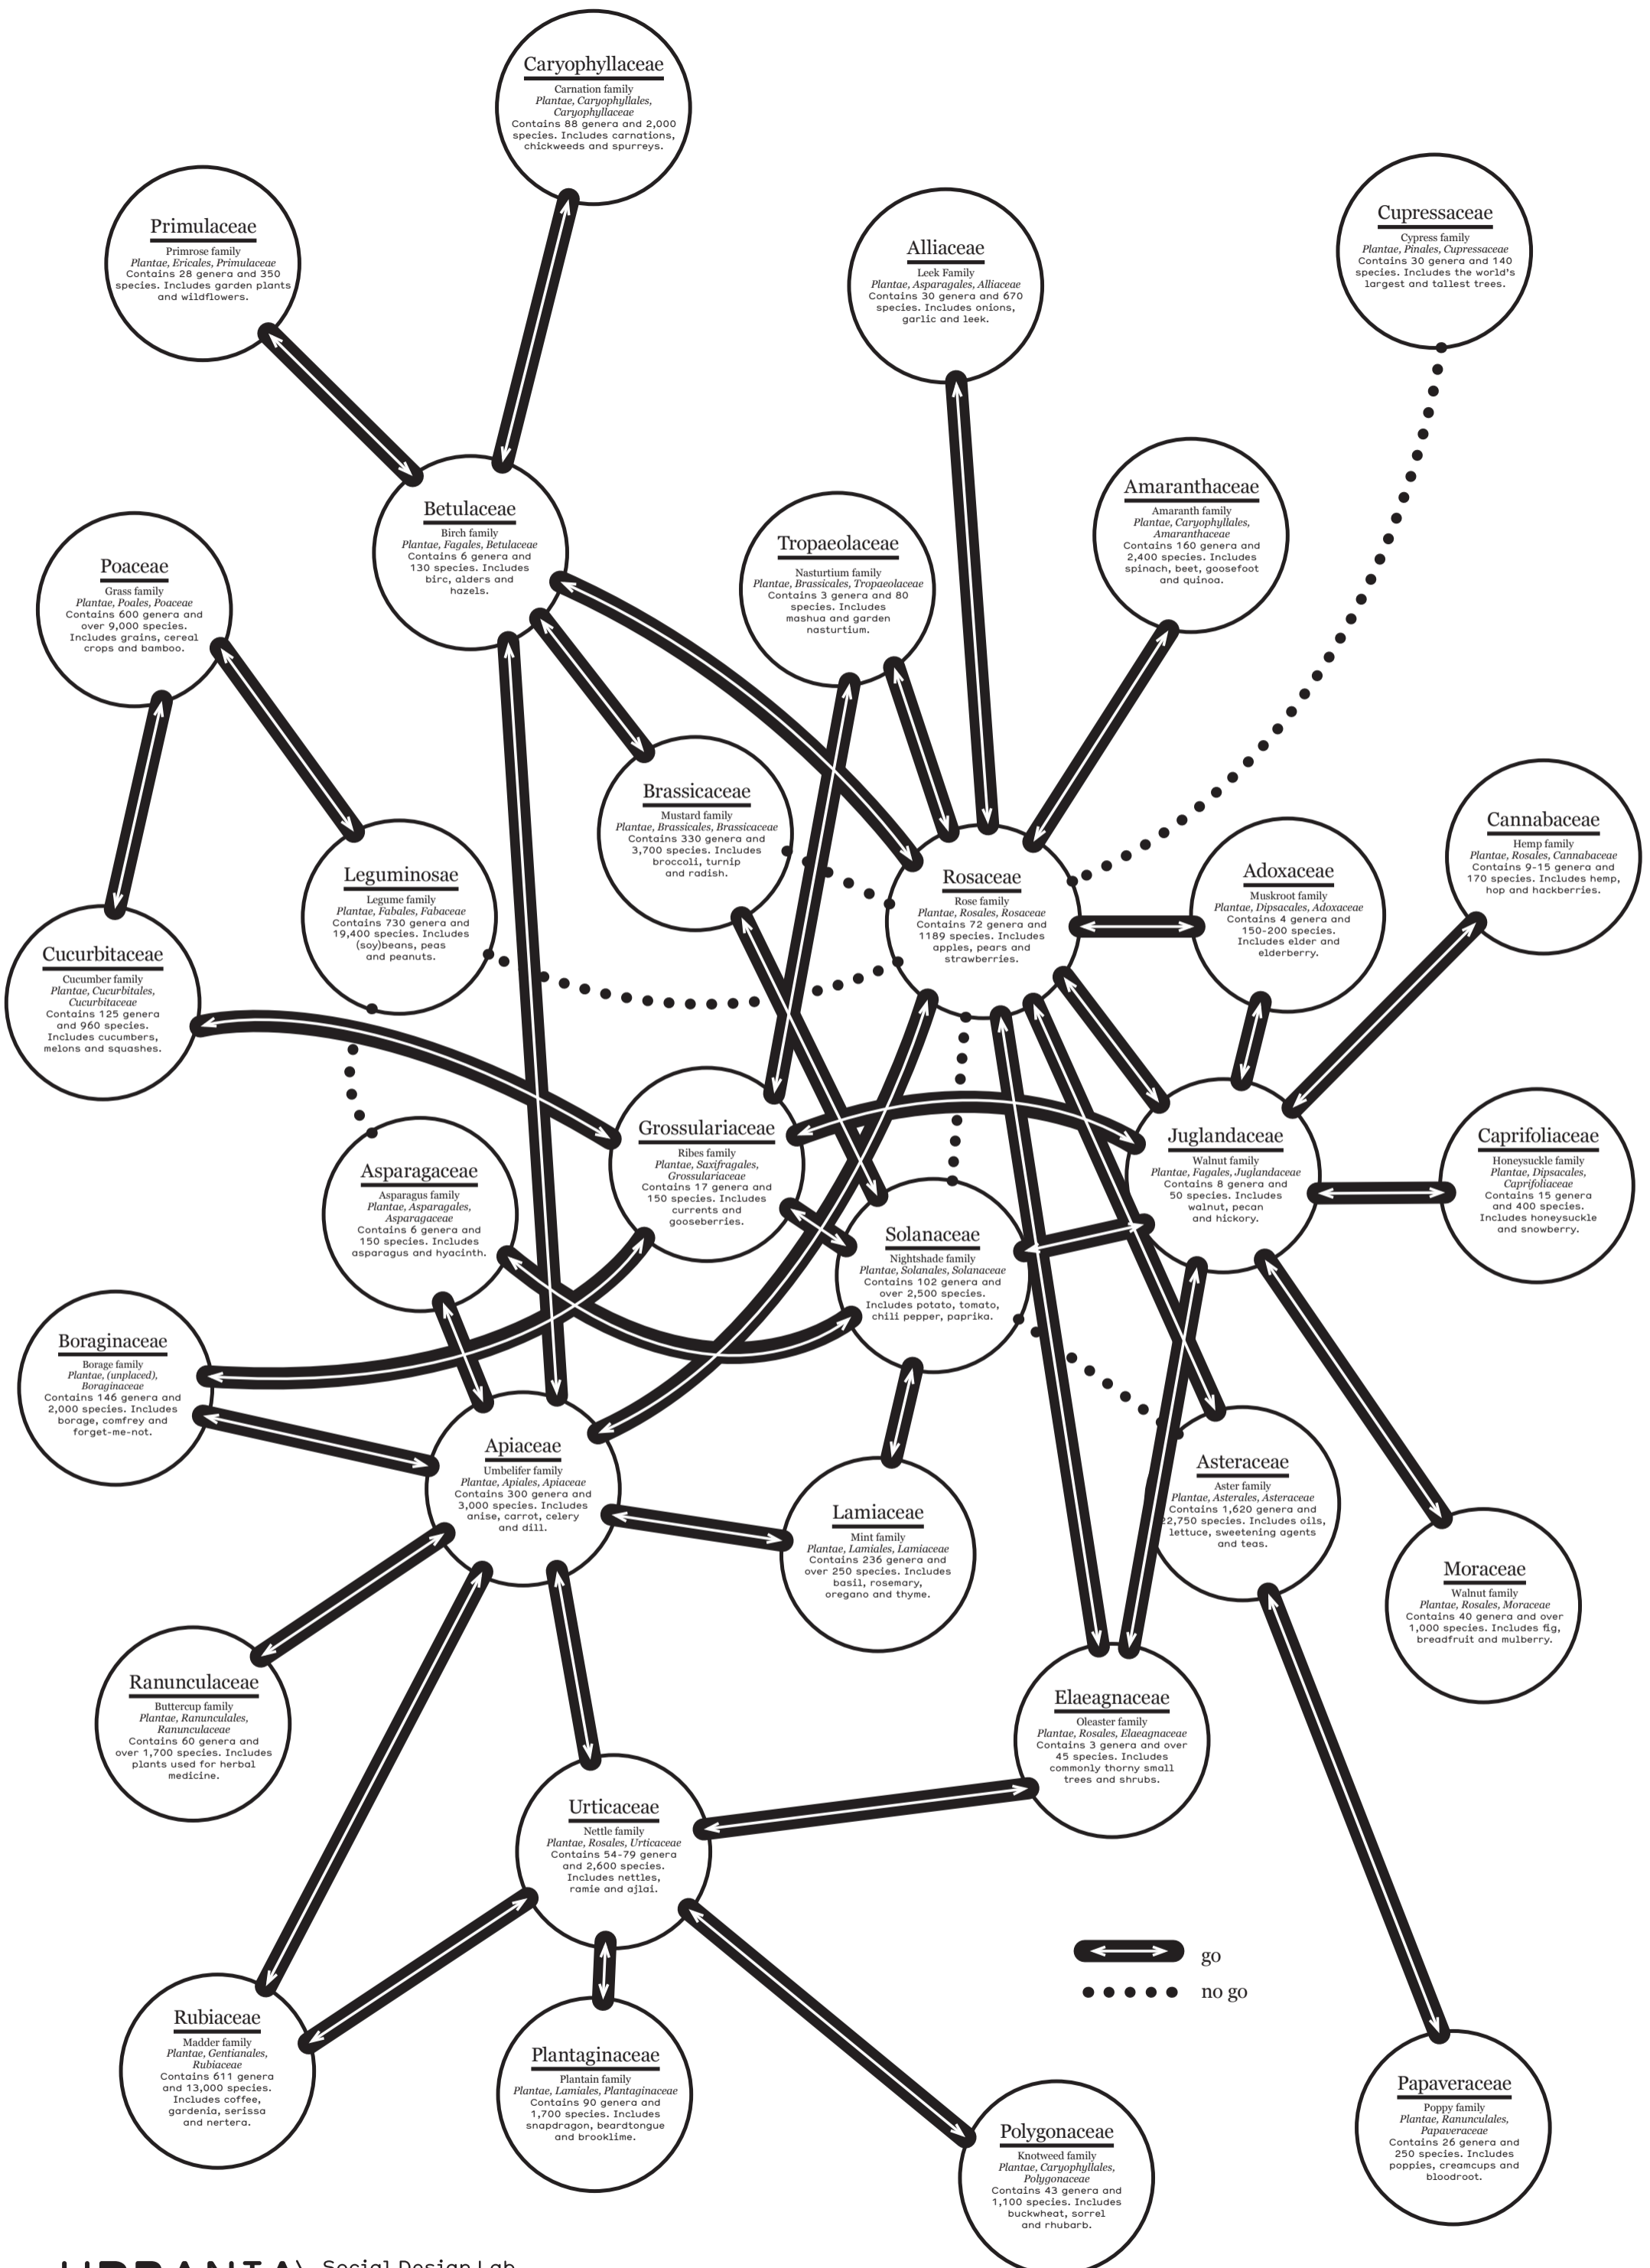 Caryophyllaceae
Carnation family
Plantae, Caryophyllales,
Caryophyllaceae
Contains 88 genera and 2,000
species. Includes carnations,
chickweeds and spurreys.
Primulaceae
Primrose family
Plantae, Ericales, Primulaceae
Contains 28 genera and 350
species. Includes garden plants
and wildflowers.
Alliaceae
Leek Family
Plantae, Asparagales, Alliaceae
Contains 30 genera and 670
species. Includes onions,
garlic and leek.
Cupressaceae
Cypress family
Plantae, Pinales, Cupressaceae
Contains 30 genera and 140
species. Includes the world's
largest and tallest trees.
Betulaceae
Birch family
Plantae, Fagales, Betulaceae
Contains 6 genera and
130 species. Includes
birc, alders and
hazels.
Tropaeolaceae
Nasturtium family
Plantae, Brassicales, Tropaeolaceae
Contains 3 genera and 80
species. Includes
mashua and garden
nasturtium.
Amaranthaceae
Amaranth family
Plantae, Caryophyllales,
Amaranthaceae
Contains 160 genera and
2,400 species. Includes
spinach, beet, goosefoot
and quinoa.
Poaceae
Grass family
Plantae, Poales, Poaceae
Contains 600 genera and
over 9,000 species.
Includes grains, cereal
crops and bamboo.
Brassicaceae
Mustard family
Plantae, Brassicales, Brassicaceae
Contains 330 genera and
3,700 species. Includes
broccoli, turnip
and radish.
Leguminosae
Legume family
Plantae, Fabales, Fabaceae
Contains 730 genera and
19,400 species. Includes
(soy)beans, peas
and peanuts.
Rosaceae
Rose family
Plantae, Rosales, Rosaceae
Contains 72 genera and
1189 species. Includes
apples, pears and
strawberries.
Adoxaceae
Muskroot family
Plantae, Dipsacales, Adoxaceae
Contains 4 genera and
150-200 species.
Includes elder and
elderberry.
Cannabaceae
Hemp family
Plantae, Rosales, Cannabaceae
Contains 9-15 genera and
170 species. Includes hemp,
hop and hackberries.
Cucurbitaceae
Cucumber family
Plantae, Cucurbitales,
Cucurbitaceae
Contains 125 genera
and 960 species.
Includes cucumbers,
melons and squashes.
Grossulariaceae
Ribes family
Plantae, Saxifragales,
Grossulariaceae
Contains 17 genera and
150 species. Includes
currents and
gooseberries.
Juglandaceae
Walnut family
Plantae, Fagales, Juglandaceae
Contains 8 genera and
50 species. Includes
walnut, pecan
and hickory.
Caprifoliaceae
Honeysuckle family
Plantae, Dipsacales,
Caprifoliaceae
Contains 15 genera
and 400 species.
Includes honeysuckle
and snowberry.
Asparagaceae
Asparagus family
Plantae, Asparagales,
Asparagaceae
Contains 6 genera and
150 species. Includes
asparagus and hyacinth.
Solanaceae
Nightshade family
Plantae, Solanales, Solanaceae
Contains 102 genera and
over 2,500 species.
Includes potato, tomato,
chili pepper, paprika.
Boraginaceae
Borage family
Plantae, (unplaced),
Boraginaceae
Contains 146 genera and
2,000 species. Includes
borage, comfrey and
forget-me-not.
Apiaceae
Umbelifer family
Plantae, Apiales, Apiaceae
Contains 300 genera and
3,000 species. Includes
anise, carrot, celery
and dill.
Asteraceae
Aster family
Plantae, Asterales, Asteraceae
Contains 1,620 genera and
22,750 species. Includes oils,
lettuce, sweetening agents
and teas.
Lamiaceae
Mint family
Plantae, Lamiales, Lamiaceae
Contains 236 genera and
over 250 species. Includes
basil, rosemary,
oregano and thyme.
Moraceae
Walnut family
Plantae, Rosales, Moraceae
Contains 40 genera and over
1,000 species. Includes fig,
breadfruit and mulberry.
Ranunculaceae
Buttercup family
Plantae, Ranunculales,
Ranunculaceae
Contains 60 genera and
over 1,700 species. Includes
plants used for herbal
medicine.
Elaeagnaceae
Oleaster family
Plantae, Rosales, Elaeagnaceae
Contains 3 genera and over
45 species. Includes
commonly thorny small
trees and shrubs.
Urticaceae
Nettle family
Plantae, Rosales, Urticaceae
Contains 54-79 genera
and 2,600 species.
Includes nettles,
ramie and ajlai.
go
no go
Rubiaceae
Madder family
Plantae, Gentianales,
Rubiaceae
Contains 611 genera
and 13,000 species.
Includes coffee,
gardenia, serissa
and nertera.
Plantaginaceae
Plantain family
Plantae, Lamiales, Plantaginaceae
Contains 90 genera and
1,700 species. Includes
snapdragon, beardtongue
and brooklime.
Polygonaceae
Knotweed family
Plantae, Caryophyllales,
Polygonaceae
Contains 43 genera and
1,100 species. Includes
buckwheat, sorrel
and rhubarb.
Papaveraceae
Poppy family
Plantae, Ranunculales,
Papaveraceae
Contains 26 genera and
250 species. Includes
poppies, creamcups and
bloodroot.
Social Design Lab